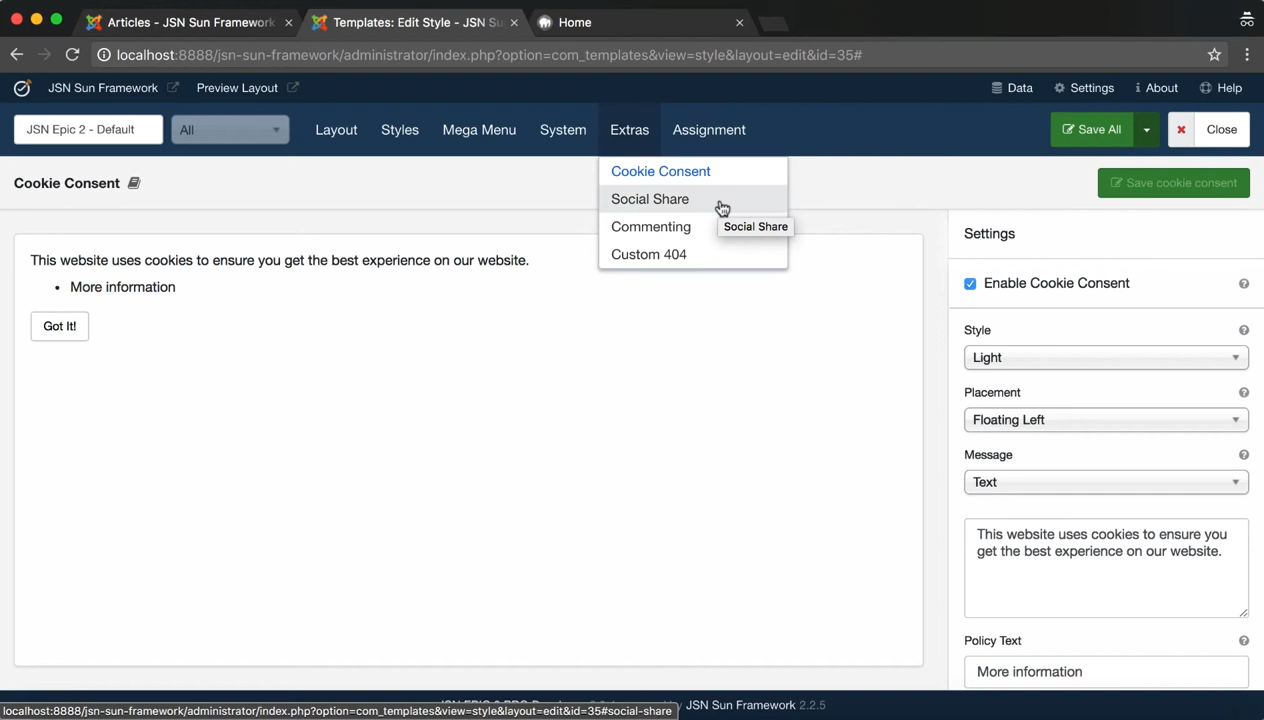 Articles - JSN Sun Framework
Templates: Edit Style - JSN Su
Home
localhost:8888/jsn-sun-framework/administrator/index.php?option=com_templates&view=style&layout=edit&id=35#
JSN Sun Framework
Preview Layout
Data
Settings
About
Help
JSN Epic 2 - Default
All
Layout
Styles
Mega Menu
System
Extras
Assignment
Save All
Close
Cookie Consent
Cookie Consent
Social Share
Commenting
Custom 404
Social Share
Save cookie consent
This website uses cookies to ensure you get the best experience on our website.
• More information
Got It!
Settings
Enable Cookie Consent
Style
Light
Placement
Floating Left
Message
Text
This website uses cookies to ensure you
get the best experience on our website.
Policy Text
More information
JSN Sun Framework 2.2.5
localhost:8888/jsn-sun-framework/administrator/index.php?option=com_templates&view=style&layout=edit&id=35#social-share